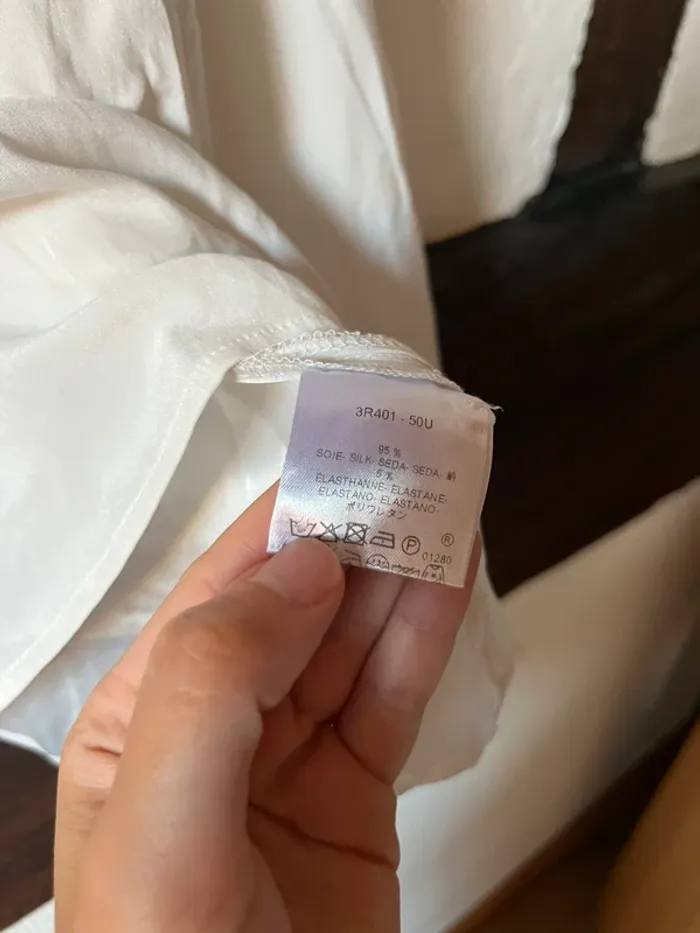 3R401 - 50U
95 %
SOIE- SILK- SEDA- SEDA- 絹
5 %
ELASTHANNE- ELASTANE-
ELASTANO- ELASTANO-
ポリウレタン
P ®
01280